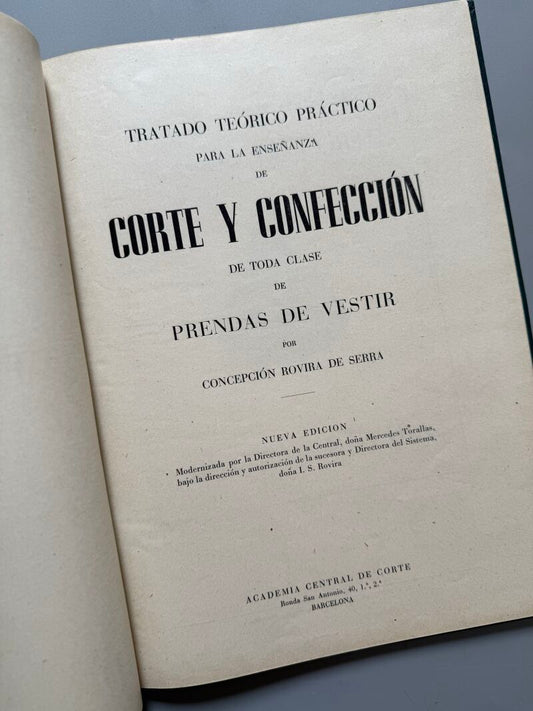 TRATADO TEÓRICO PRÁCTICO
PARA LA ENSEÑANZA
DE
CORTE Y CONFECCIÓN
DE TODA CLASE
DE
PRENDAS DE VESTIR
POR
CONCEPCIÓN ROVIRA DE SERRA
NUEVA EDICION
Modernizada por la Directora de la Central, doña Mercedes Torallas,
bajo la dirección y autorización de la sucesora y Directora del Sistema,
doña I. S. Rovira
ACADEMIA CENTRAL DE CORTE
Ronda San Antonio, 40, 1.º, 2.ª
BARCELONA